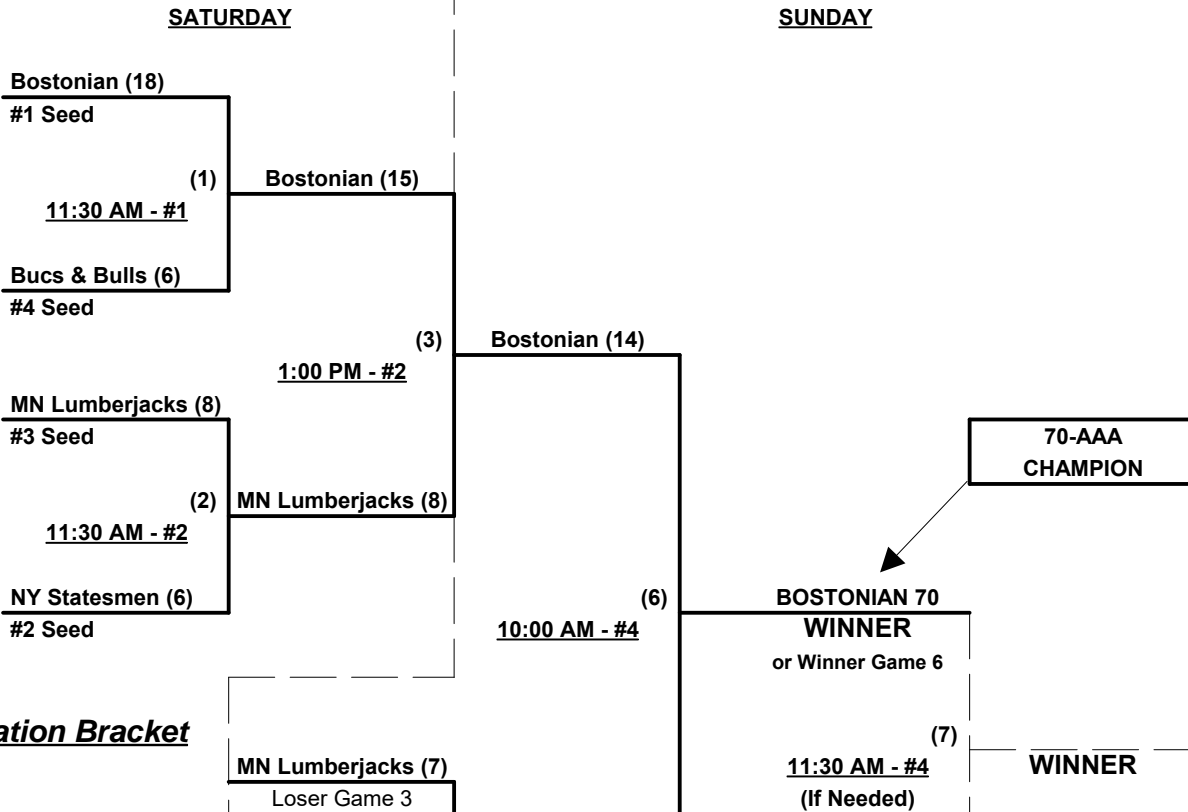 SATURDAY
SUNDAY
Bostonian (18)
#1 Seed
(1)
Bostonian (15)
11:30 AM - #1
Bucs & Bulls (6)
#4 Seed
(3)
Bostonian (14)
1:00 PM - #2
MN Lumberjacks (8)
#3 Seed
70-AAA
CHAMPION
(2)
MN Lumberjacks (8)
11:30 AM - #2
NY Statesmen (6)
#2 Seed
(6)
10:00 AM - #4
BOSTONIAN 70
WINNER
or Winner Game 6
ation Bracket
MN Lumberjacks (7)
Loser Game 3
(7)
11:30 AM - #4
(If Needed)
WINNER